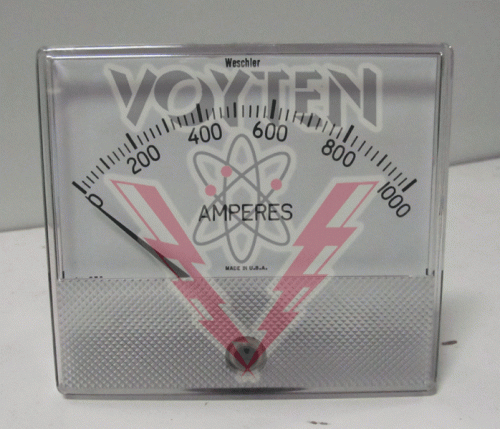 Weschler
VOYTEN
0 200 400 600 800 1000
AMPERES
MADE IN U.S.A.